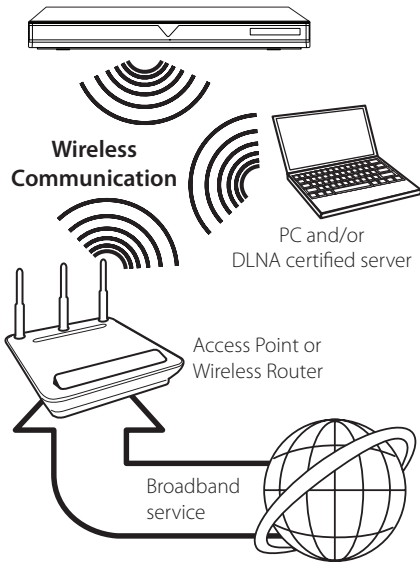 Wireless
Communication
PC and/or
DLNA certified server
Access Point or
Wireless Router
Broadband
service